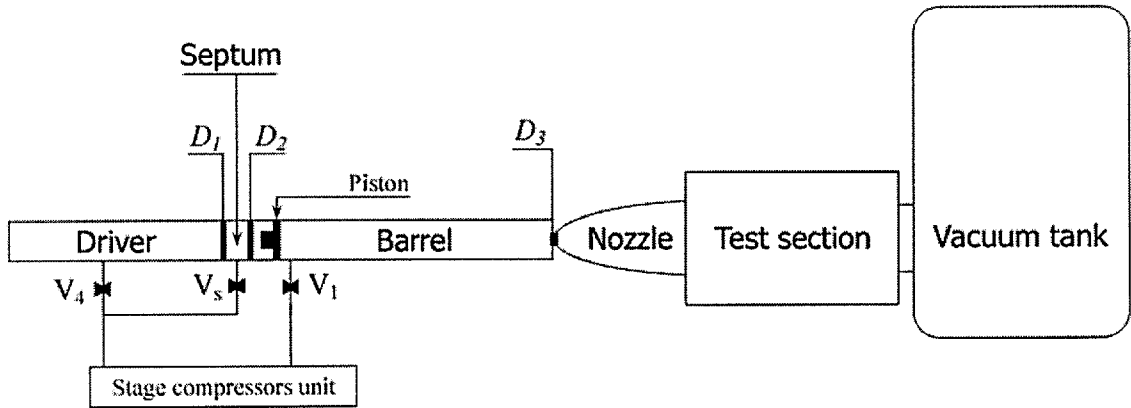 Septum
D1 D2
D3
Piston
Driver
Barrel
Nozzle
Test section
Vacuum tank
V4
Vs
V1
Stage compressors unit